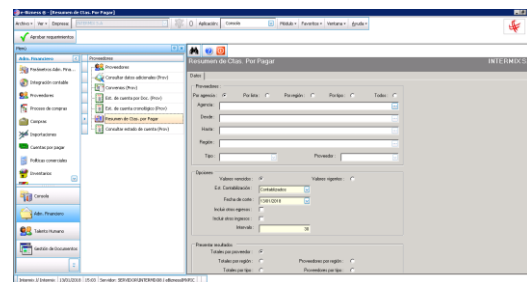 e-Bizness ® - [Resumen de Ctas. Por Pagar]
Archivo Ver Empresa Aplicación: Consola Módulo Favoritos Ventana Ayuda
Aprobar requerimientos
Menú
Adm. Financiero
Parámetros Adm. Fina...
Integración contable
Proveedores
Proceso de compras
Compras
Importaciones
Cuentas por pagar
Políticas comerciales
Inventarios
Consola
Adm. Financiero
Talento Humano
Gestión de Documentos
Proveedores
Proveedores
Consultar datos adicionales (Prov)
Convenios (Prov)
Est. de cuenta por Doc. (Prov)
Est. de cuenta cronológico (Prov)
Resumen de Ctas. por Pagar
Consultar estado de cuenta (Prov)
Resumen de Ctas. Por Pagar
INTERMIX S.
Datos
Proveedores
Por agencia: Por lista: Por región: Por tipo: Todos:
Agencia:
Desde:
Hasta:
Región:
Tipo: Proveedor:
Opciones
Valores vencidos: Valores vigentes:
Est. Contabilización: Contabilizados
Fecha de corte: 13/01/2016
Incluir otros egresos:
Incluir otros ingresos:
Intervalo: 30
Presentar resultados
Totales por proveedor:
Totales por región: Proveedores por región:
Totales por tipo: Proveedores por tipo: